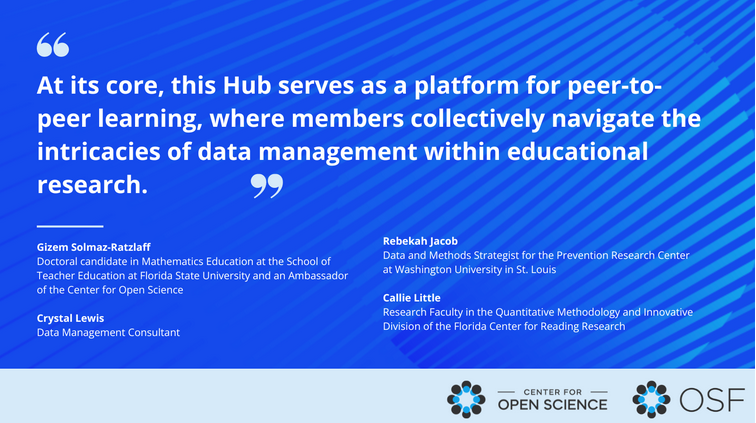 “
At its core, this Hub serves as a platform for peer-to-
peer learning, where members collectively navigate the
intricacies of data management within educational
research.
”
Gizem Solmaz-Ratzlaff
Doctoral candidate in Mathematics Education at the School of
Teacher Education at Florida State University and an Ambassador
of the Center for Open Science
Crystal Lewis
Data Management Consultant
Rebekah Jacob
Data and Methods Strategist for the Prevention Research Center
at Washington University in St. Louis
Callie Little
Research Faculty in the Quantitative Methodology and Innovative
Division of the Florida Center for Reading Research
CENTER FOR
OPEN SCIENCE
OSF